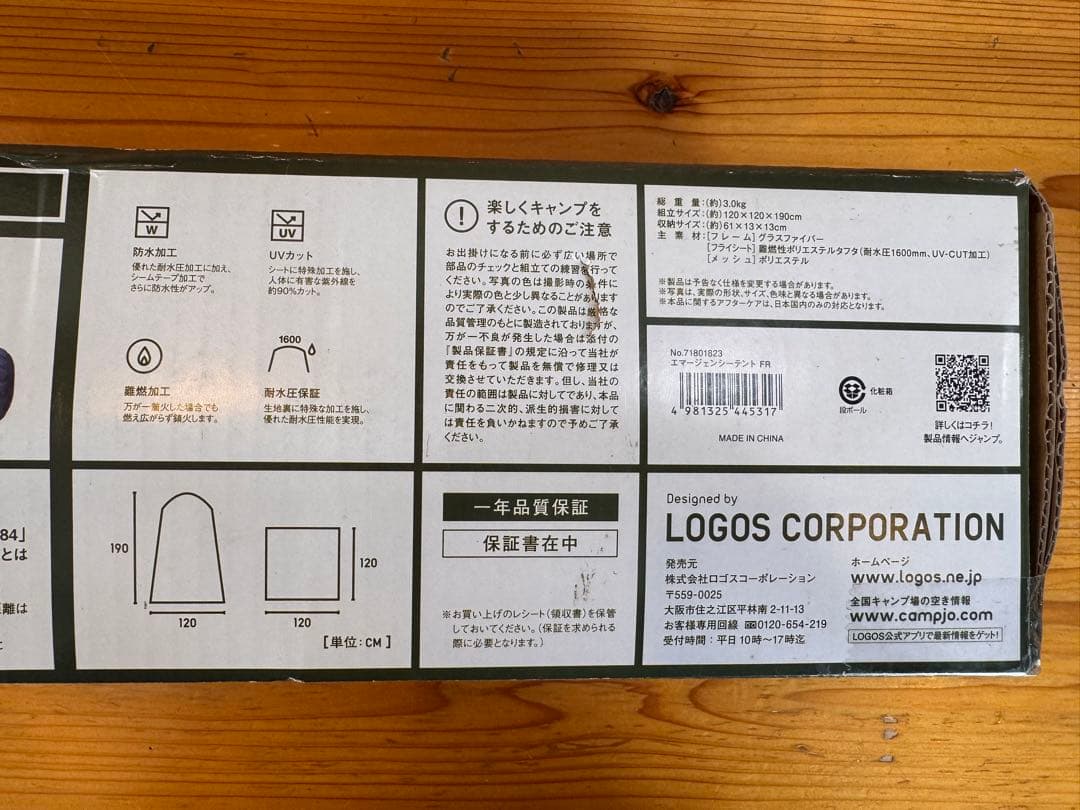 W
防水加工
優れた耐水圧加工に加え、
シームテープ加工で
さらに防水性がアップ。
UV
UVカット
シートに特殊加工を施し、
人体に有害な紫外線を
約90%カット。
難燃加工
万が一着火した場合でも
燃え広がらず鎮火します。
1600
耐水圧保証
生地裏に特殊な加工を施し、
優れた耐水圧性能を実現。
楽しくキャンプを
するためのご注意
お出掛けになる前に必ず広い場所で
部品のチェックと組立ての練習を行って
ください。写真の色は撮影時の条件に
より実際の色と少し異なることがあります
のでご了承ください。この製品は厳格な
品質管理のもとに製造されておりますが、
万が一不良が発生した場合は添付の
『製品保証書』の規定に沿って当社が
責任をもって製品を無償で修理又は
交換させていただきます。但し、当社の
責任の範囲は製品に対してであり、本品
に関わる二次的、派生的損害に対して
は責任を負いかねますので予めご了承
ください。
総重量:(約)3.0kg
組立サイズ:(約)120×120×190cm
収納サイズ:(約)61×13×13cm
主素材:[フレーム]グラスファイバー
[フライシート]難燃性ポリエステルタフタ(耐水圧1600mm、UV-CUT加工)
[メッシュ]ポリエステル
※製品は予告なく仕様を変更する場合があります。
※写真は、実際の形状、サイズ、色味と異なる場合があります。
※本品に関するアフターケアは、日本国内のみの対応となります。
No.71801823
エマージェンシーテント FR
4 981325 445317
MADE IN CHINA
化粧箱
段ボール
詳しくはコチラ!
製品情報へジャンプ。
84」
とは
離は
190
120
120
120
[単位:CM]
一年品質保証
保証書在中
※お買い上げのレシート(領収書)を保管
しておいてください。(保証を求められる
際に必要となります。)
Designed by
LOGOS CORPORATION
発売元
株式会社ロゴスコーポレーション
〒559-0025
大阪市住之江区平林南2-11-13
お客様専用回線 0120-654-219
受付時間:平日10時〜17時迄
ホームページ
www.logos.ne.jp
全国キャンプ場の空き情報
www.campjo.com
LOGOS公式アプリで最新情報をゲット!